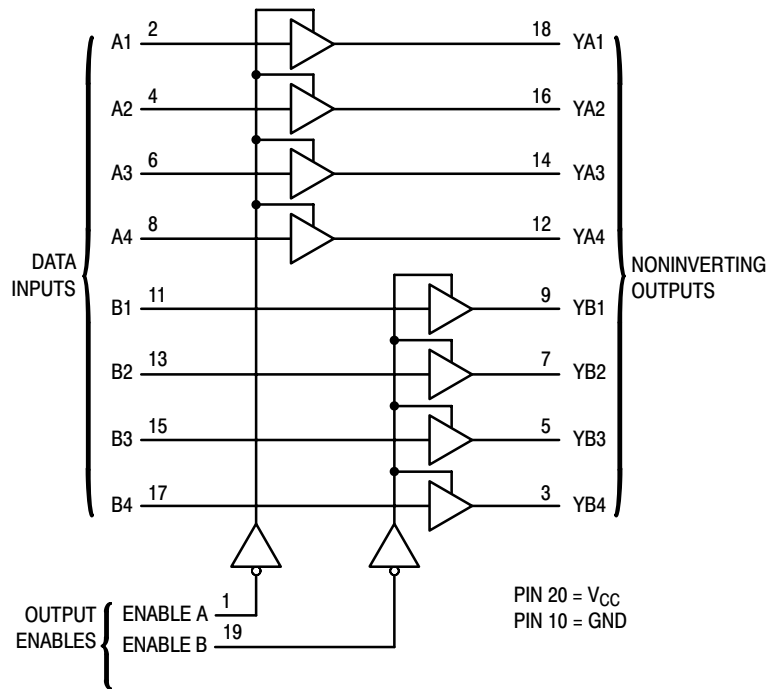 A1 2 18 YA1
A2 4 16 YA2
A3 6 14 YA3
A4 8 12 YA4
DATA
INPUTS
NONINVERTING
OUTPUTS
B1 11 9 YB1
B2 13 7 YB2
B3 15 5 YB3
B4 17 3 YB4
OUTPUT
ENABLES
ENABLE A 1
ENABLE B 19
PIN 20 = VCC
PIN 10 = GND